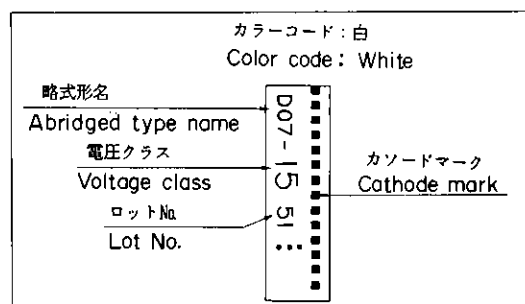 カラーコード：白
Color code: White
略式形名
Abridged type name
電圧クラス
Voltage class
ロットNo.
Lot No.
D07-15 51
カソードマーク
Cathode mark